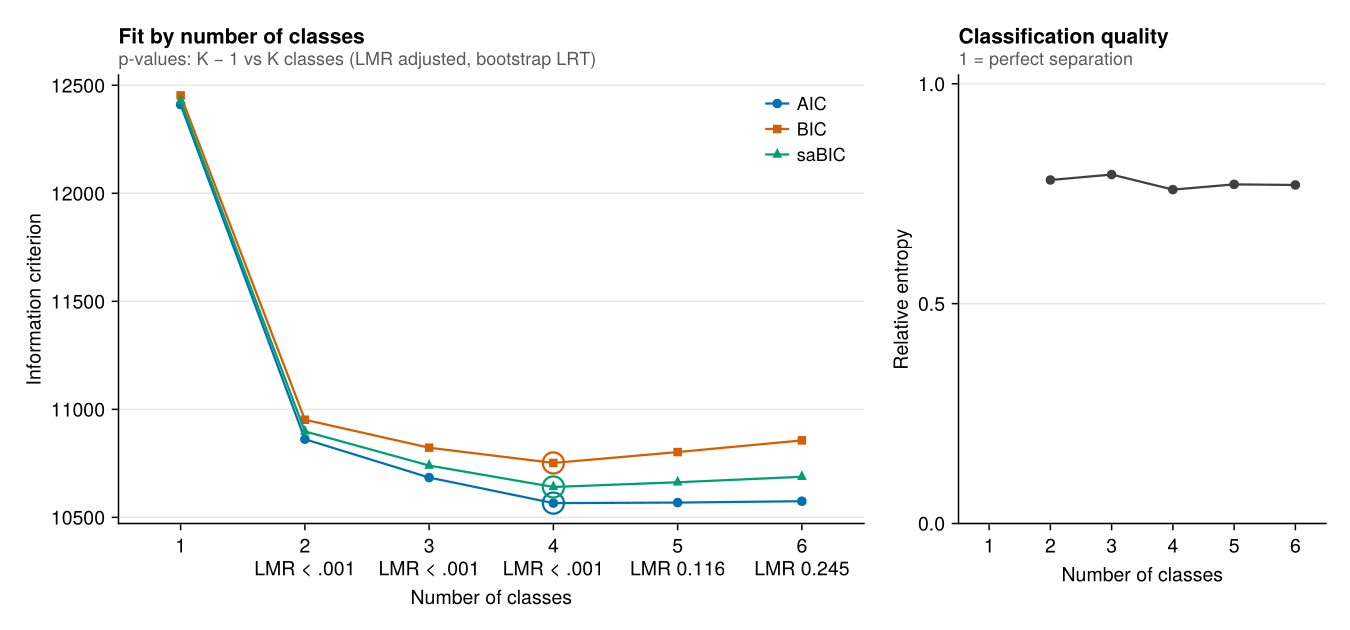 Fit by number of classes
p-values: K − 1 vs K classes (LMR adjusted, bootstrap LRT)
12500
12000
11500
11000
10500
Information criterion
AIC
BIC
saBIC
1 2 3 4 5 6
LMR < .001 LMR < .001 LMR < .001 LMR 0.116 LMR 0.245
Number of classes
Classification quality
1 = perfect separation
1.0
0.5
0.0
Relative entropy
1 2 3 4 5 6
Number of classes